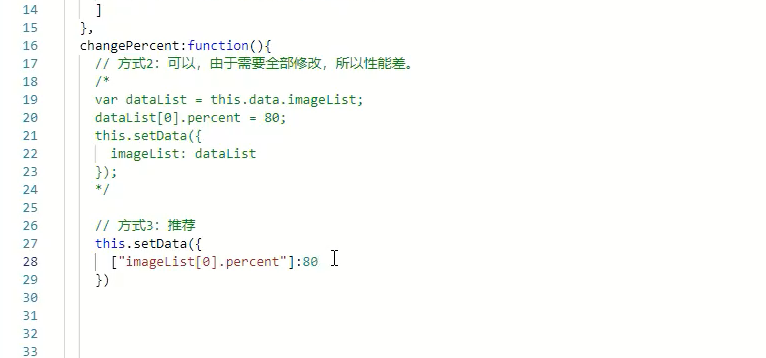 14 ]
15 },
16 changePercent:function(){
17 // 方式2：可以，由于需要全部修改，所以性能差。
18 /*
19 var dataList = this.data.imageList;
20 dataList[0].percent = 80;
21 this.setData({
22 imageList: dataList
23 });
24 */
25
26 // 方式3：推荐
27 this.setData({
28 ["imageList[0].percent"]:80
29 })
30
31
32
33